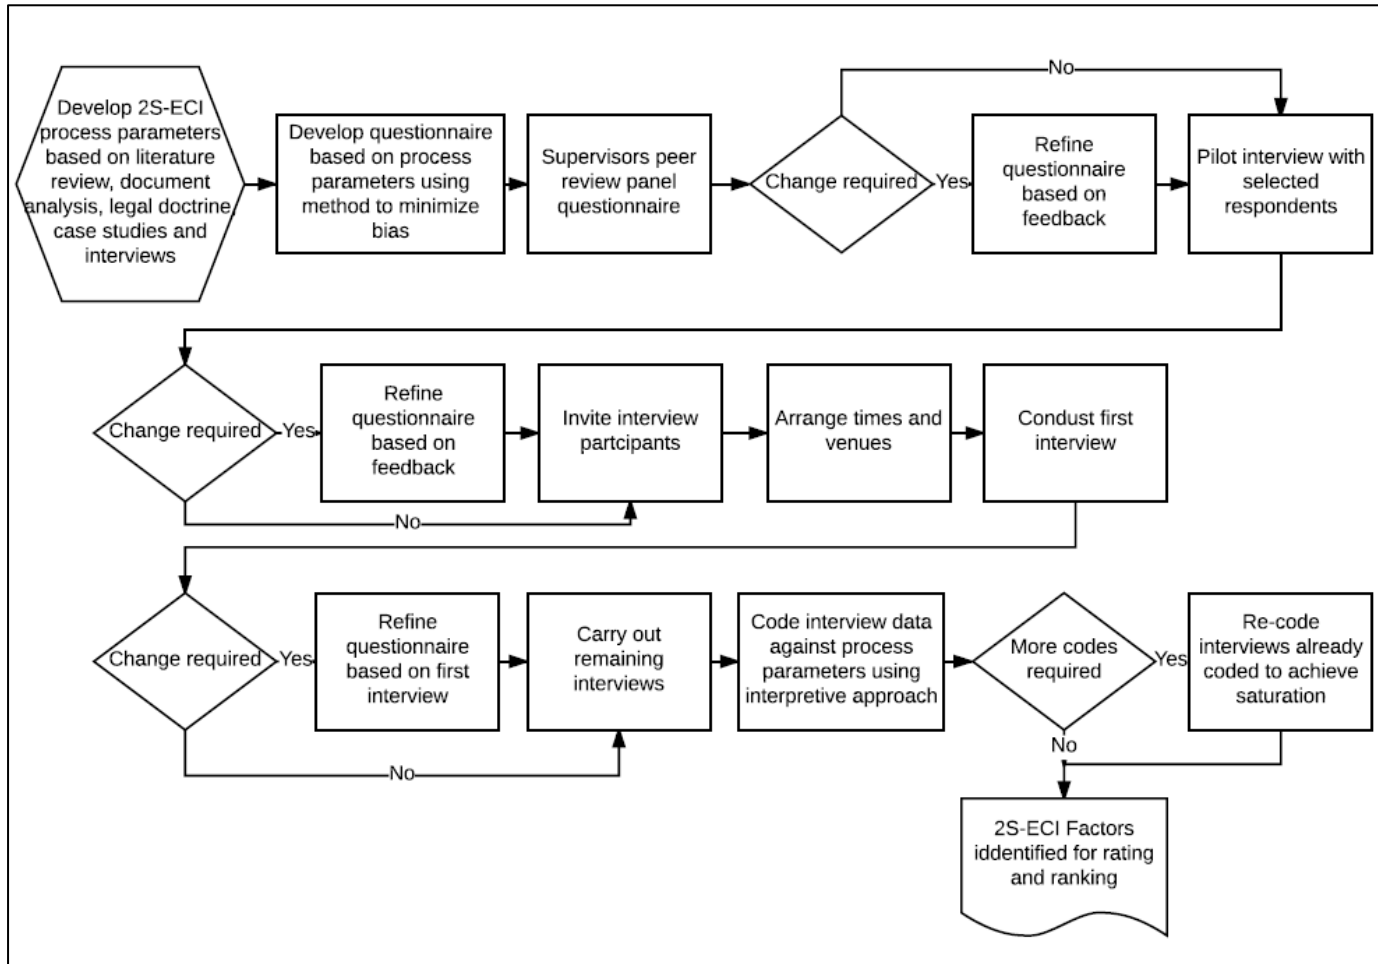 Develop 2S-ECI
process parameters
based on literature
review, document
analysis, legal doctrine,
case studies and
interviews
Develop questionnaire
based on process
parameters using
method to minimize
bias
Supervisors peer
review panel
questionnaire
Change required
Yes
No
Refine
questionnaire
based on
feedback
Pilot interview with
selected
respondents
Change required
Yes
No
Refine
questionnaire
based on
feedback
Invite interview
partcipants
Arrange times and
venues
Condust first
interview
Change required
Yes
No
Refine
questionnaire
based on first
interview
Carry out
remaining
interviews
Code interview data
against process
parameters using
interpretive approach
More codes
required
Yes
No
Re-code
interviews already
coded to achieve
saturation
2S-ECI Factors
iddentified for rating
and ranking